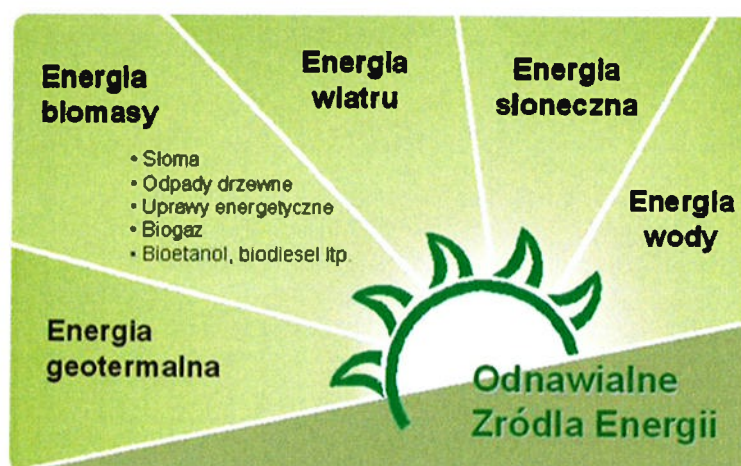 Energia
biomasy
• Słoma
• Odpady drzewne
• Uprawy energetyczne
• Biogaz
• Bioetanol, biodiesel itp.
Energia
wiatru
Energia
słoneczna
Energia
wody
Energia
geotermalna
Odnawialne
Zródla Energii